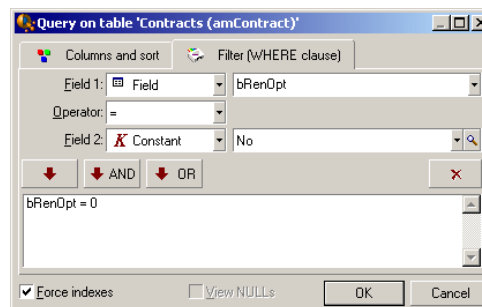 Query on table 'Contracts (amContract)'
Columns and sort
Filter (WHERE clause)
Field 1: Field bRenOpt
Operator: =
Field 2: K Constant No
AND OR
bRenOpt = 0
Force indexes View NULLs OK Cancel